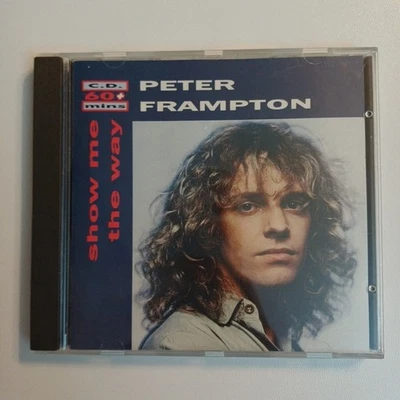 C.D.
60+
mins
PETER
FRAMPTON
show me
the way